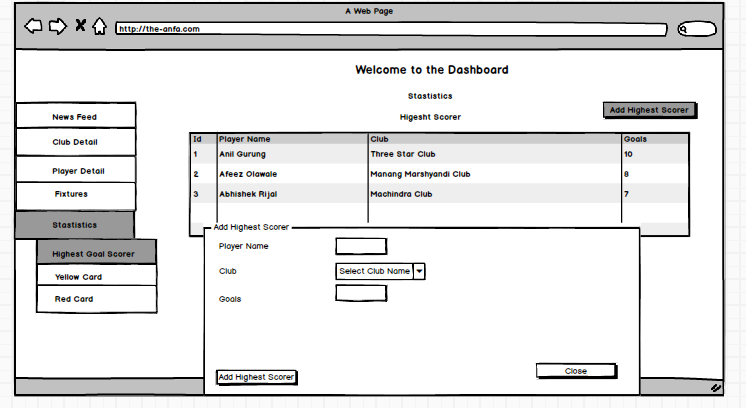 A Web Page
http://the-anfa.com
Welcome to the Dashboard
Stastistics
Higesht Scorer
Add Highest Scorer
News Feed
Club Detail
Player Detail
Fixtures
Stastistics
Highest Goal Scorer
Yellow Card
Red Card
Id Player Name Club Goals
1 Anil Gurung Three Star Club 10
2 Afeez Olawale Manang Marshyandi Club 8
3 Abhishek Rijal Machindra Club 7
Add Highest Scorer
Player Name
Club Select Club Name
Goals
Add Highest Scorer Close